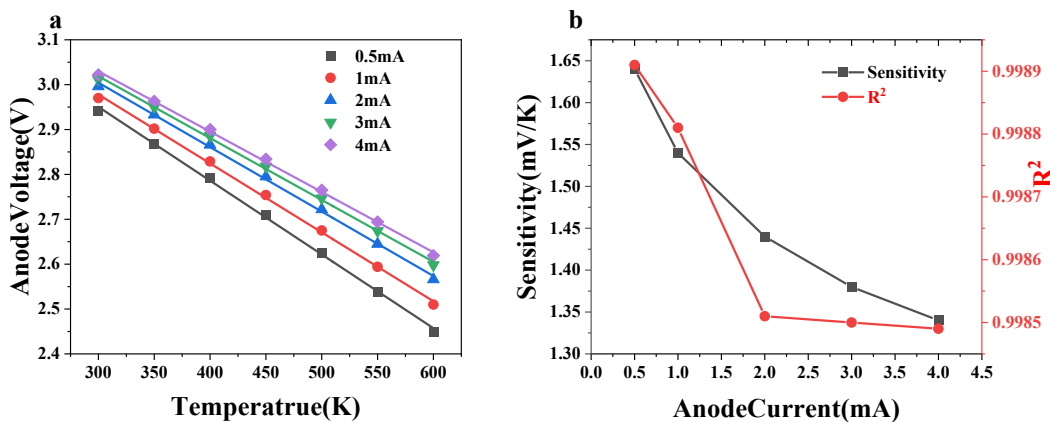 a
3.1
3.0
2.9
2.8
2.7
2.6
2.5
2.4
AnodeVoltage(V)
0.5mA
1mA
2mA
3mA
4mA
300 350 400 450 500 550 600
Temperatrue(K)
b
1.65
1.60
1.55
1.50
1.45
1.40
1.35
1.30
Sensitivity(mV/K)
Sensitivity
R²
0.9989
0.9988
0.9987
0.9986
0.9985
R²
0.0 0.5 1.0 1.5 2.0 2.5 3.0 3.5 4.0 4.5
AnodeCurrent(mA)